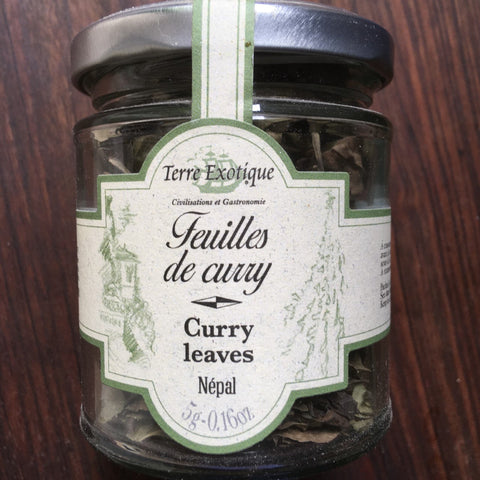 Terre Exotique
Civilisations et Gastronomie
Feuilles
de curry
Curry
leaves
Népal
5g-0.16oz